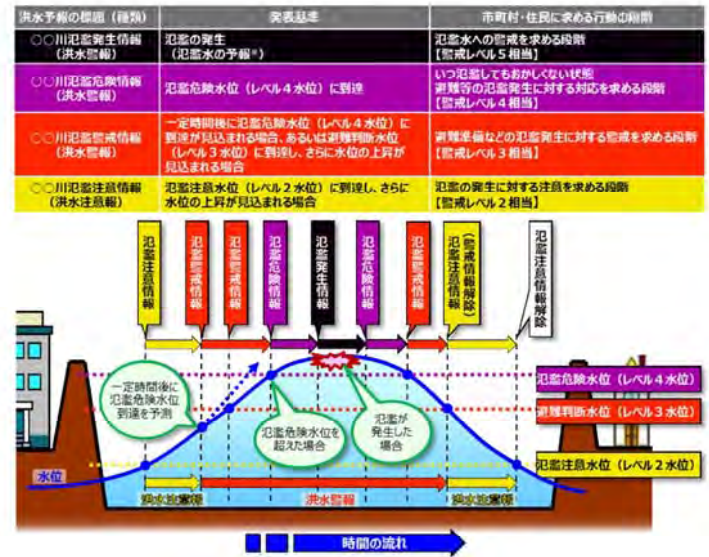 洪水予報の標題（種類）
発表基準
市町村・住民に求める行動の段階
○○川氾濫発生情報
（洪水警報）
氾濫の発生
（氾濫水の予報※）
氾濫水への警戒を求める段階
【警戒レベル5相当】
○○川氾濫危険情報
（洪水警報）
氾濫危険水位（レベル4水位）に到達
いつ氾濫してもおかしくない状態
避難等の氾濫発生に対する対応を求める段階
【警戒レベル4相当】
○○川氾濫警戒情報
（洪水警報）
一定時間後に氾濫危険水位（レベル4水位）に
到達が見込まれる場合、あるいは避難判断水位
（レベル3水位）に到達し、さらに水位の上昇が
見込まれる場合
避難準備などの氾濫発生に対する警戒を求める段階
【警戒レベル3相当】
○○川氾濫注意情報
（洪水注意報）
氾濫注意水位（レベル2水位）に到達し、さらに
水位の上昇が見込まれる場合
氾濫の発生に対する注意を求める段階
【警戒レベル2相当】
氾濫注意情報
氾濫警戒情報
氾濫警戒情報
氾濫危険情報
氾濫発生情報
氾濫危険情報
氾濫警戒情報
氾濫注意情報
（警戒情報解除）
氾濫注意情報解除
一定時間後に
氾濫危険水位
到達を予測
氾濫危険水位を
超えた場合
氾濫が
発生した
場合
氾濫危険水位（レベル4水位）
避難判断水位（レベル3水位）
氾濫注意水位（レベル2水位）
水位
洪水注意報
洪水警報
洪水注意報
時間の流れ